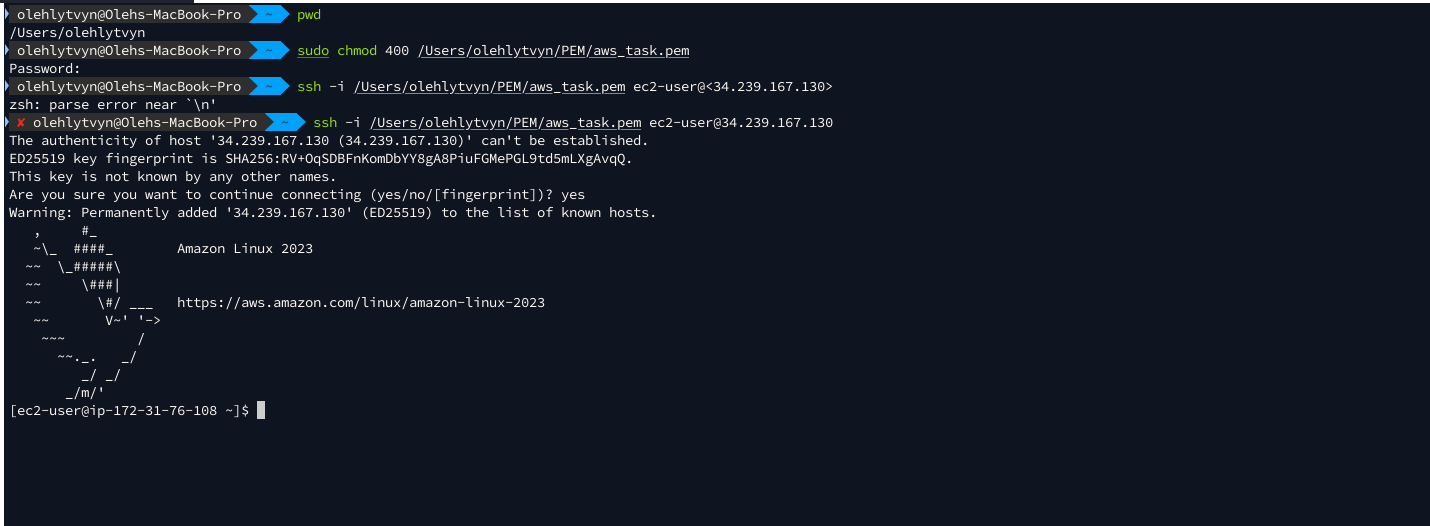 olehlytvyn@Olehs-MacBook-Pro ~ pwd
/Users/olehlytvyn
olehlytvyn@Olehs-MacBook-Pro ~ sudo chmod 400 /Users/olehlytvyn/PEM/aws_task.pem
Password:
olehlytvyn@Olehs-MacBook-Pro ~ ssh -i /Users/olehlytvyn/PEM/aws_task.pem ec2-user@<34.239.167.130>
zsh: parse error near `\n'
✘ olehlytvyn@Olehs-MacBook-Pro ~ ssh -i /Users/olehlytvyn/PEM/aws_task.pem ec2-user@34.239.167.130
The authenticity of host '34.239.167.130 (34.239.167.130)' can't be established.
ED25519 key fingerprint is SHA256:RV+OqSDBFnKomDbYY8gA8PiuFGMePGL9td5mLXgAvqQ.
This key is not known by any other names.
Are you sure you want to continue connecting (yes/no/[fingerprint])? yes
Warning: Permanently added '34.239.167.130' (ED25519) to the list of known hosts.
   ,     #_
   ~\_  ####_        Amazon Linux 2023
  ~~  \_#####\
  ~~     \###|
  ~~       \#/ ___   https://aws.amazon.com/linux/amazon-linux-2023
   ~~       V~' '->
    ~~~         /
      ~~._.   _/
         _/ _/
       _/m/'
[ec2-user@ip-172-31-76-108 ~]$